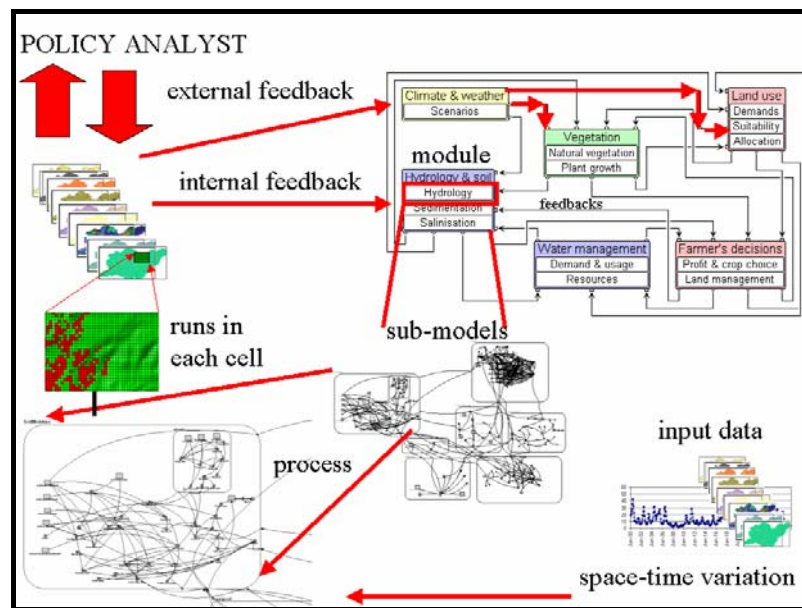 POLICY ANALYST
external feedback
internal feedback
Climate & weather
Scenarios
Land use
Demands
Suitability
Allocation
Vegetation
Natural vegetation
Plant growth
module
Hydrology & soil
Hydrology
Sedimentation
Salinisation
feedbacks
Water management
Demand & usage
Resources
Farmer's decisions
Profit & crop choice
Land management
runs in
each cell
sub-models
process
input data
space-time variation